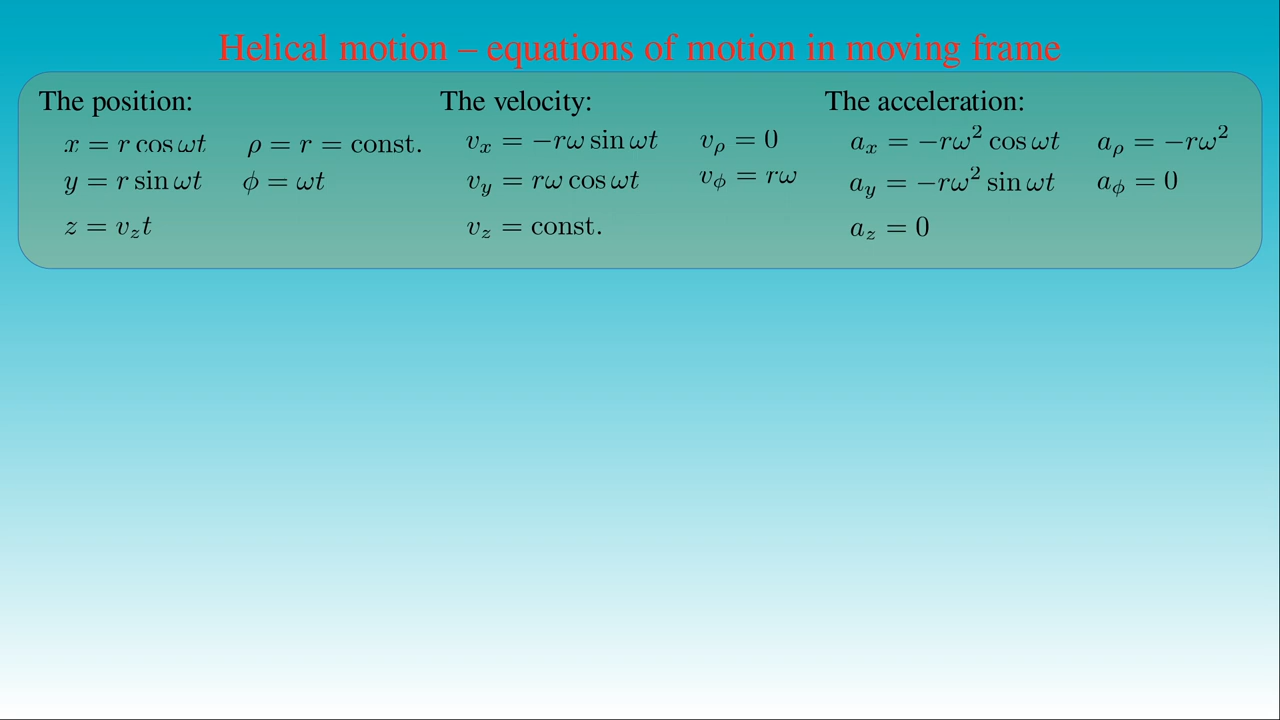 Helical motion – equations of motion in moving frame
The position:
x = r cos ωt
y = r sin ωt
z = v_z t
ρ = r = const.
ϕ = ωt
The velocity:
v_x = −rω sin ωt
v_y = rω cos ωt
v_z = const.
v_ρ = 0
v_ϕ = rω
The acceleration:
a_x = −rω² cos ωt
a_y = −rω² sin ωt
a_z = 0
a_ρ = −rω²
a_ϕ = 0